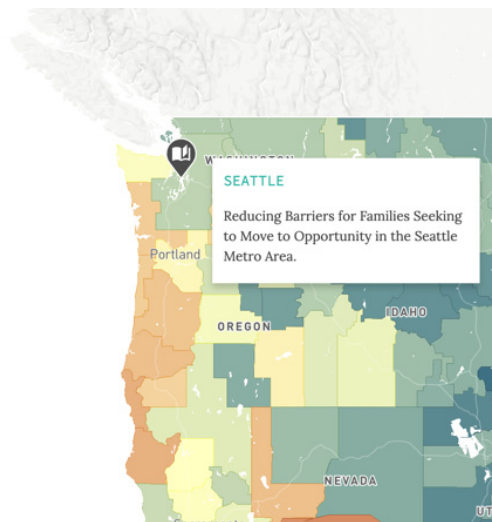 WASHINGTON
SEATTLE
Reducing Barriers for Families Seeking
to Move to Opportunity in the Seattle
Metro Area.
Portland
IDAHO
OREGON
NEVADA
UT